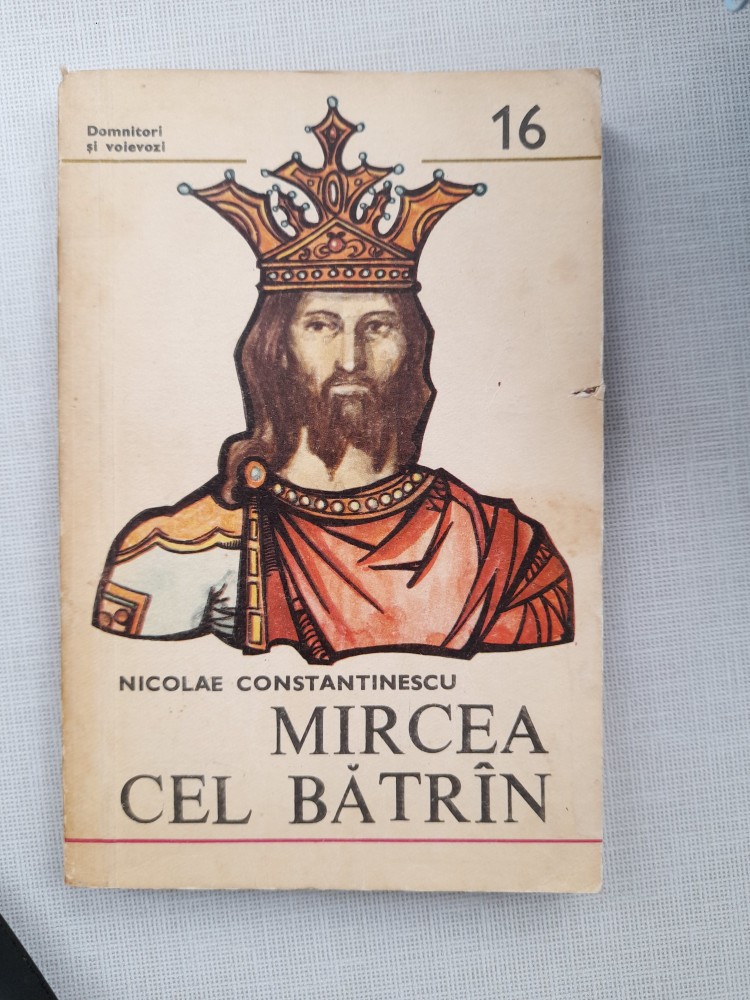 Domnitori
și voievozi
16
NICOLAE CONSTANTINESCU
MIRCEA
CEL BĂTRÎN